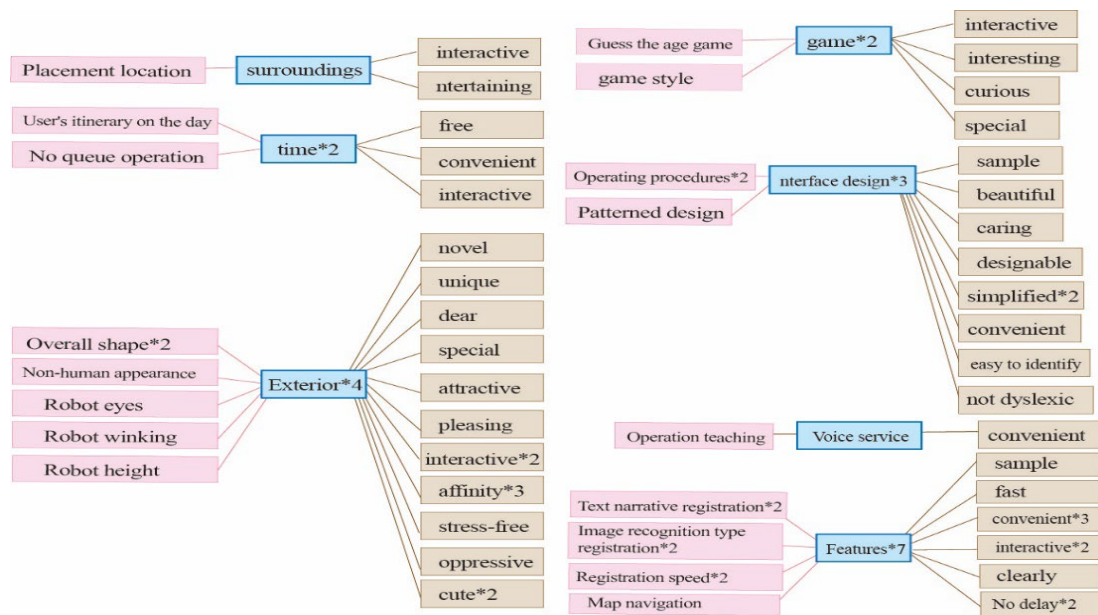 Placement location
surroundings
interactive
ntertaining
User's itinerary on the day
No queue operation
time*2
free
convenient
interactive
Overall shape*2
Non-human appearance
Robot eyes
Robot winking
Robot height
Exterior*4
novel
unique
dear
special
attractive
pleasing
interactive*2
affinity*3
stress-free
oppressive
cute*2
Guess the age game
game style
game*2
interactive
interesting
curious
special
Operating procedures*2
Patterned design
nterface design*3
sample
beautiful
caring
designable
simplified*2
convenient
easy to identify
not dyslexic
Operation teaching
Voice service
convenient
Text narrative registration*2
Image recognition type
registration*2
Registration speed*2
Map navigation
Features*7
sample
fast
convenient*3
interactive*2
clearly
No delay*2